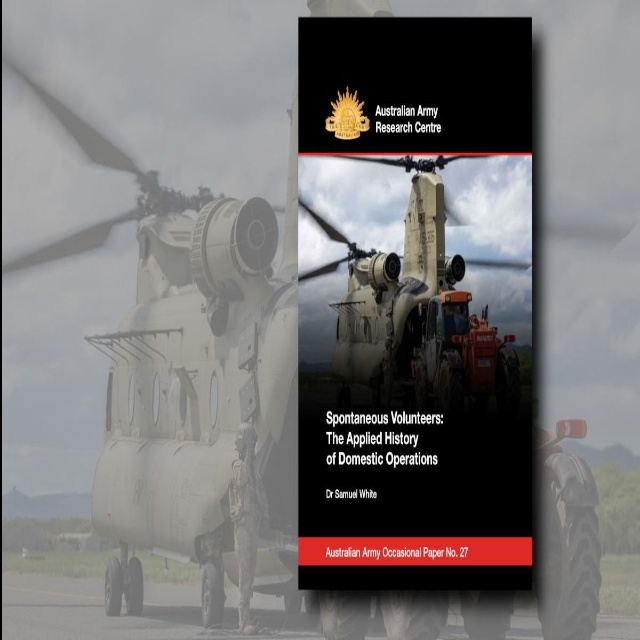 Australian Army
Research Centre
Spontaneous Volunteers:
The Applied History
of Domestic Operations
Dr Samuel White
Australian Army Occasional Paper No. 27